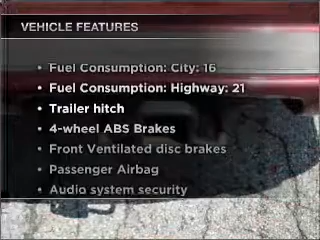 VEHICLE FEATURES
• Fuel Consumption: City: 16
• Fuel Consumption: Highway: 21
• Trailer hitch
• 4-wheel ABS Brakes
• Front Ventilated disc brakes
• Passenger Airbag
• Audio system security